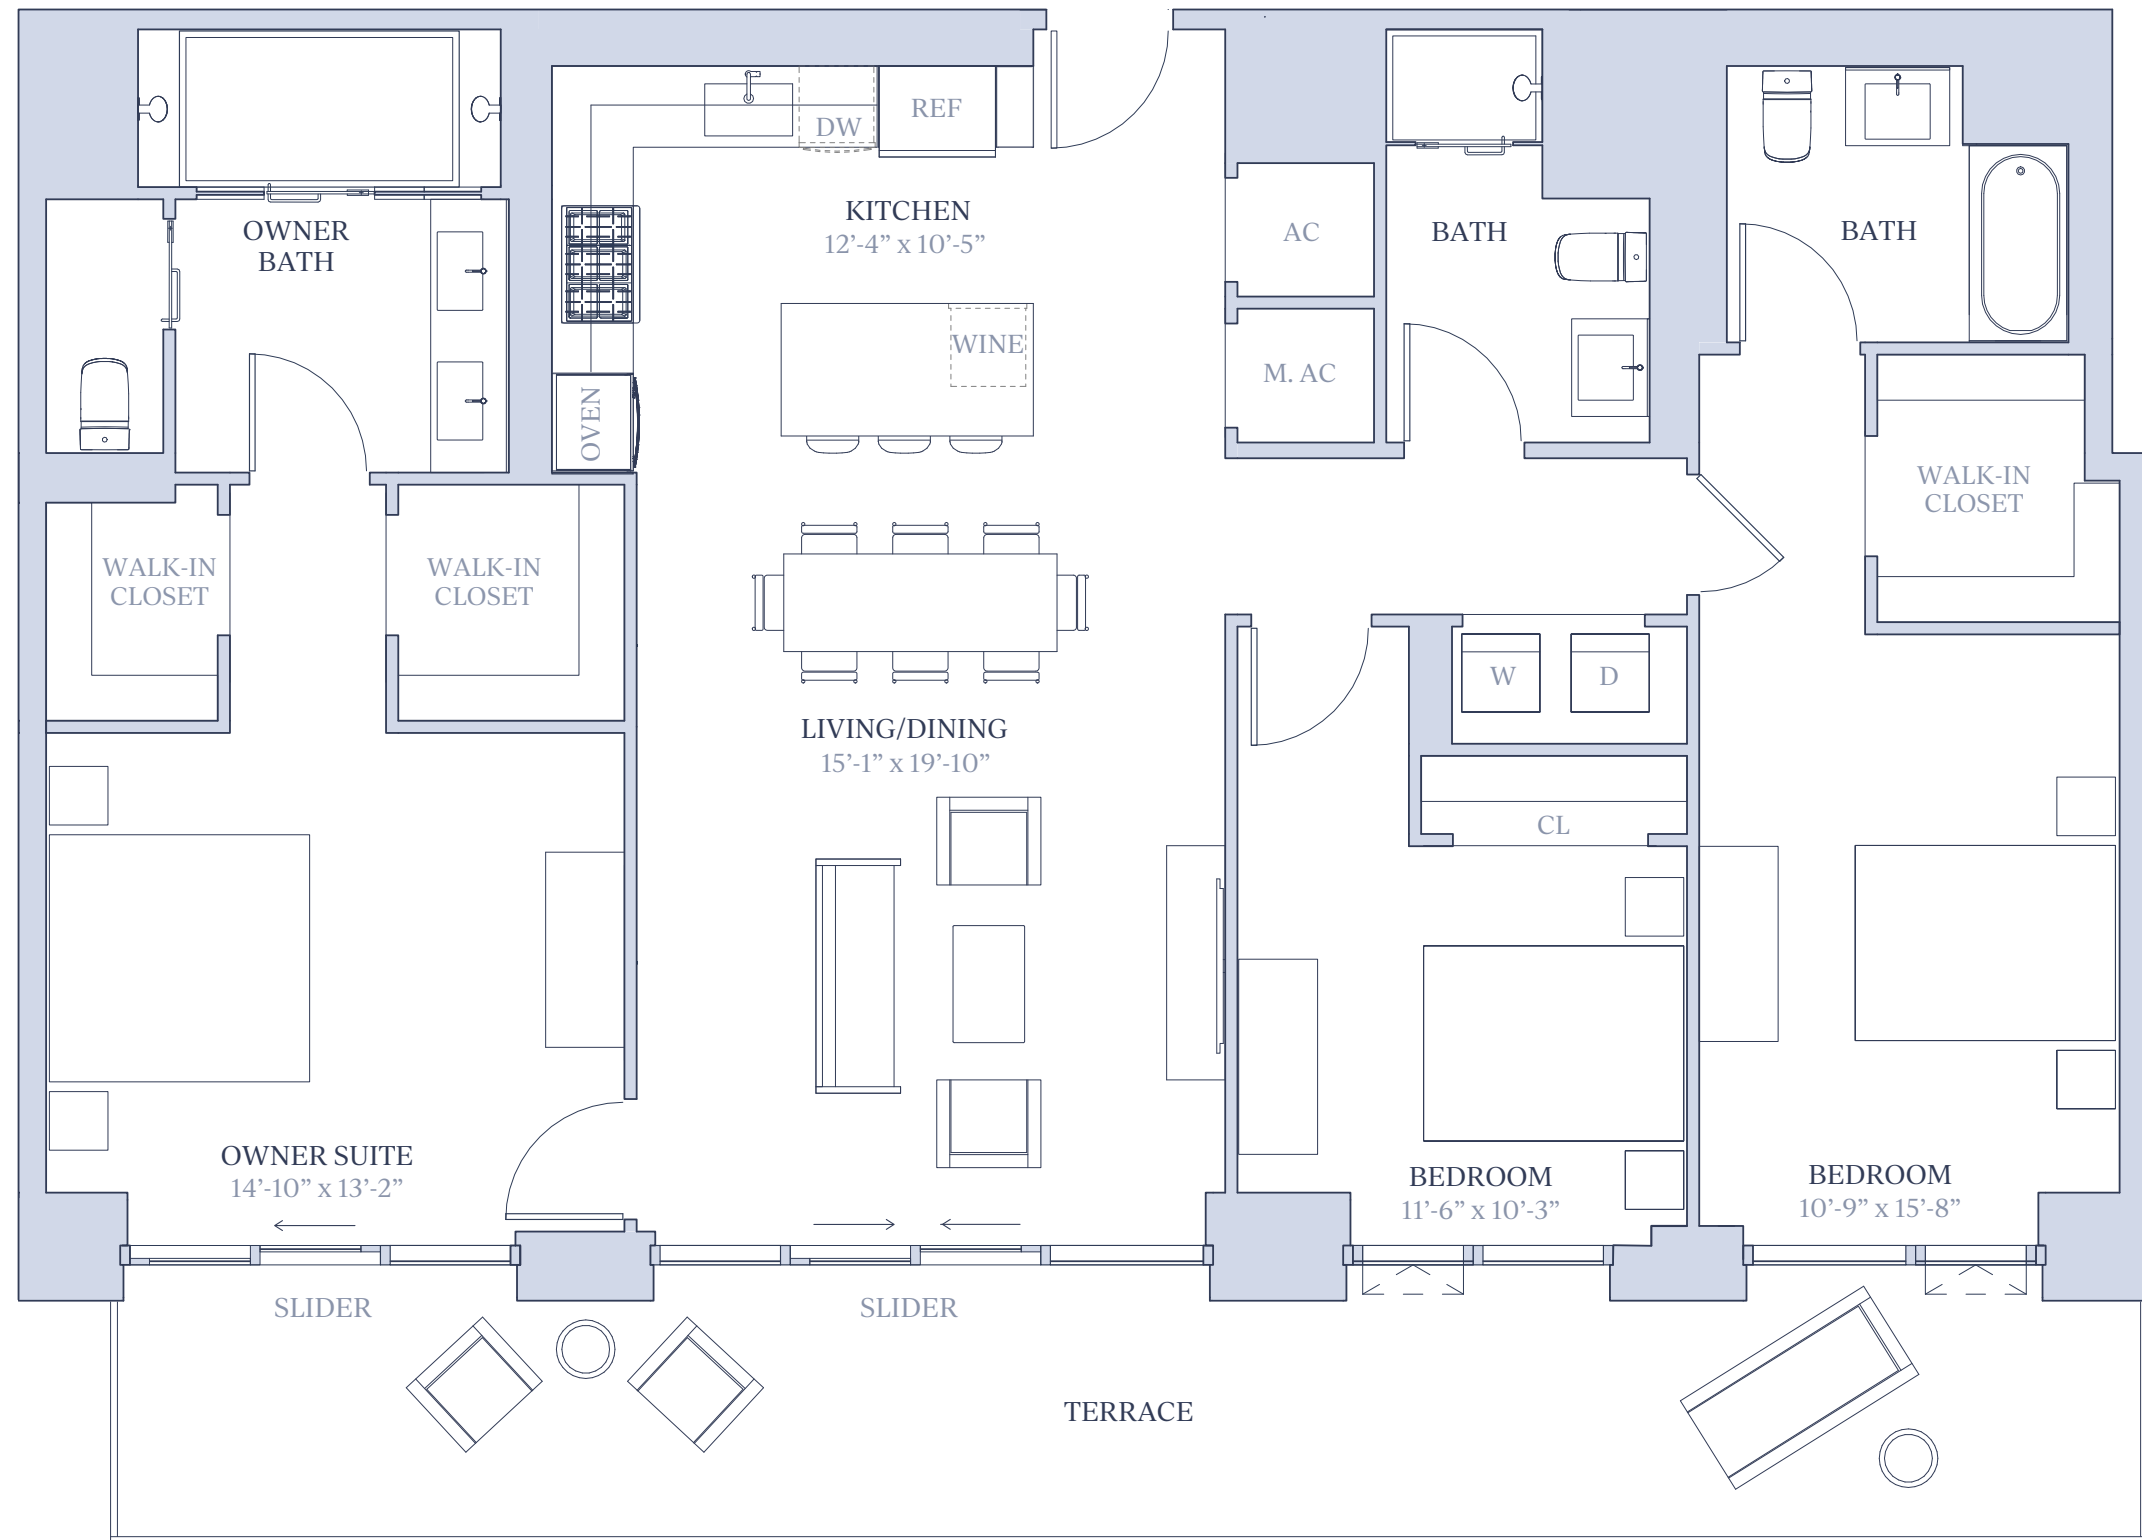 OWNER
BATH
DW
REF
KITCHEN
12’-4” x 10’-5”
WINE
OVEN
AC
M. AC
BATH
BATH
WALK-IN
CLOSET
WALK-IN
CLOSET
WALK-IN
CLOSET
LIVING/DINING
15’-1” x 19’-10”
W
D
CL
OWNER SUITE
14’-10” x 13’-2”
BEDROOM
11’-6” x 10’-3”
BEDROOM
10’-9” x 15’-8”
SLIDER
SLIDER
TERRACE